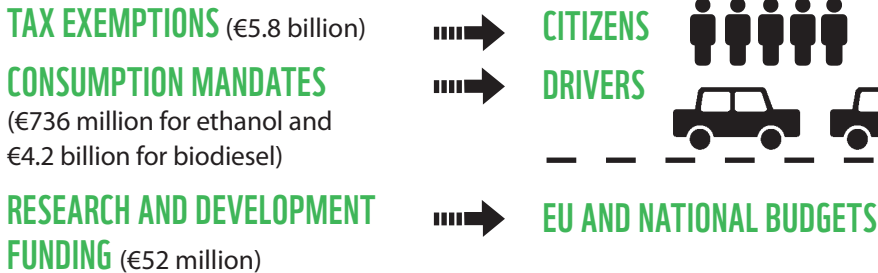 TAX EXEMPTIONS (€5.8 billion)
CITIZENS
CONSUMPTION MANDATES
(€736 million for ethanol and
€4.2 billion for biodiesel)
DRIVERS
RESEARCH AND DEVELOPMENT
FUNDING (€52 million)
EU AND NATIONAL BUDGETS